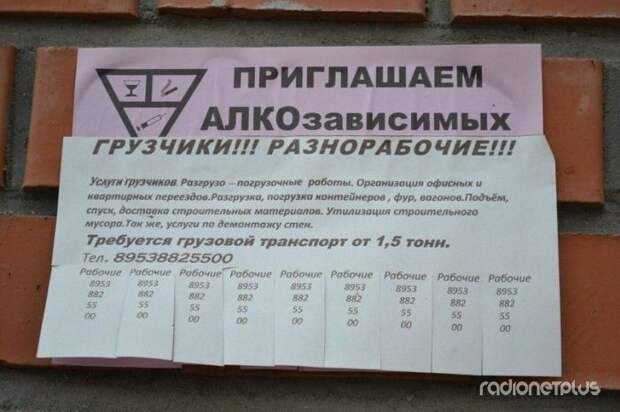 ПРИГЛАШАЕМ
АЛКОзависимых
ГРУЗЧИКИ!!! РАЗНОРАБОЧИЕ!!!
Услуги грузчиков. Разгрузо – погрузочные работы. Организация офисных и
квартирных переездов.Разгрузка, погрузка контейнеров , фур, вагонов.Подъём,
спуск, доставка строительных материалов. Утилизация строительного
мусора.Так же, услуги по демонтажу стен.
Требуется грузовой транспорт от 1,5 тонн.
Тел. 89538825500
Рабочие Рабочие Рабочие Рабочие Рабочие Рабочие Рабочие Рабочие Рабочие
8953 8953 8953 8953 8953 8953 8953 8953 8953
882 882 882 882 882 882 882 882 882
55 55 55 55 55 55 55 55 55
00 00 00 00 00 00 00 00 00
radionetplus